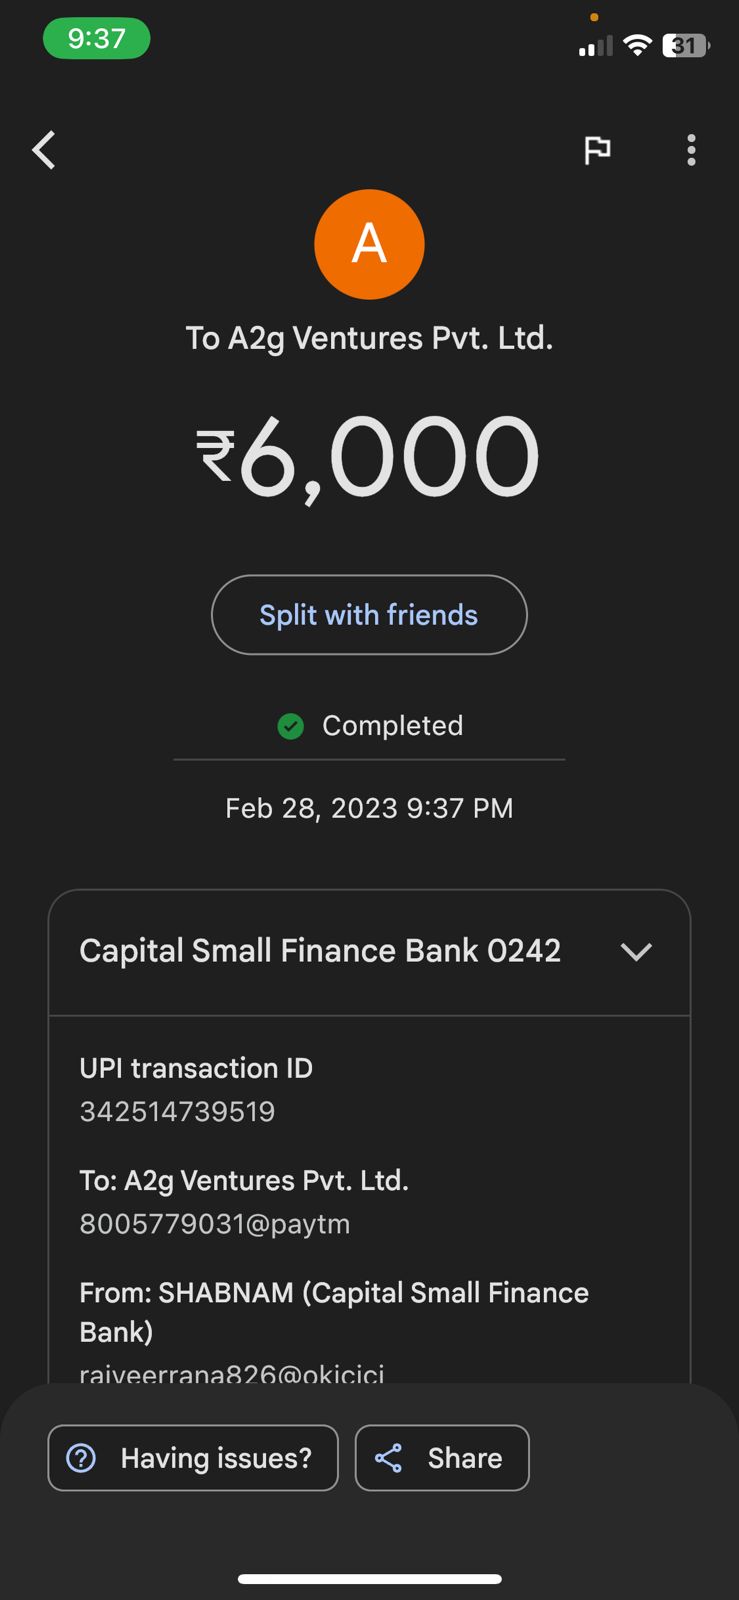 9:37
31
A
To A2g Ventures Pvt. Ltd.
₹6,000
Split with friends
Completed
Feb 28, 2023 9:37 PM
Capital Small Finance Bank 0242
UPI transaction ID
342514739519
To: A2g Ventures Pvt. Ltd.
8005779031@paytm
From: SHABNAM (Capital Small Finance
Bank)
rajveerrana826@okicici
Having issues?
Share